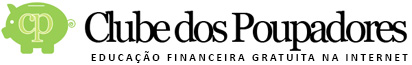 cp Clube dos Poupadores
EDUCAÇÃO FINANCEIRA GRATUITA NA INTERNET